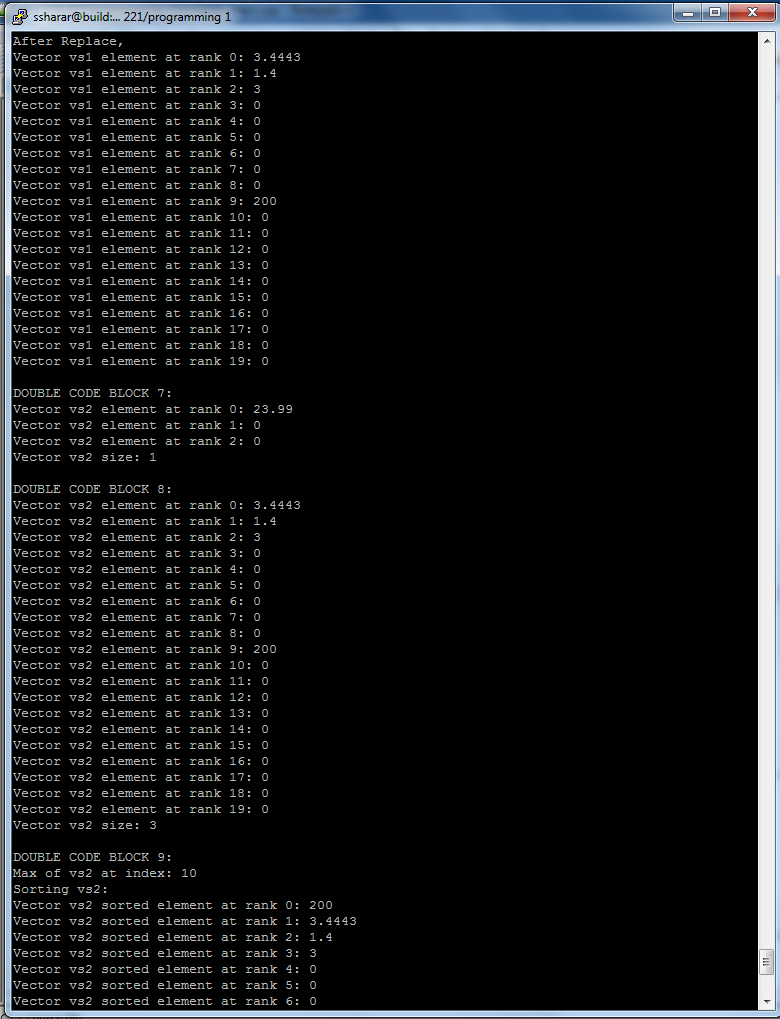 ssharar@build:... 221/programming 1
After Replace,
Vector vs1 element at rank 0: 3.4443
Vector vs1 element at rank 1: 1.4
Vector vs1 element at rank 2: 3
Vector vs1 element at rank 3: 0
Vector vs1 element at rank 4: 0
Vector vs1 element at rank 5: 0
Vector vs1 element at rank 6: 0
Vector vs1 element at rank 7: 0
Vector vs1 element at rank 8: 0
Vector vs1 element at rank 9: 200
Vector vs1 element at rank 10: 0
Vector vs1 element at rank 11: 0
Vector vs1 element at rank 12: 0
Vector vs1 element at rank 13: 0
Vector vs1 element at rank 14: 0
Vector vs1 element at rank 15: 0
Vector vs1 element at rank 16: 0
Vector vs1 element at rank 17: 0
Vector vs1 element at rank 18: 0
Vector vs1 element at rank 19: 0
DOUBLE CODE BLOCK 7:
Vector vs2 element at rank 0: 23.99
Vector vs2 element at rank 1: 0
Vector vs2 element at rank 2: 0
Vector vs2 size: 1
DOUBLE CODE BLOCK 8:
Vector vs2 element at rank 0: 3.4443
Vector vs2 element at rank 1: 1.4
Vector vs2 element at rank 2: 3
Vector vs2 element at rank 3: 0
Vector vs2 element at rank 4: 0
Vector vs2 element at rank 5: 0
Vector vs2 element at rank 6: 0
Vector vs2 element at rank 7: 0
Vector vs2 element at rank 8: 0
Vector vs2 element at rank 9: 200
Vector vs2 element at rank 10: 0
Vector vs2 element at rank 11: 0
Vector vs2 element at rank 12: 0
Vector vs2 element at rank 13: 0
Vector vs2 element at rank 14: 0
Vector vs2 element at rank 15: 0
Vector vs2 element at rank 16: 0
Vector vs2 element at rank 17: 0
Vector vs2 element at rank 18: 0
Vector vs2 element at rank 19: 0
Vector vs2 size: 3
DOUBLE CODE BLOCK 9:
Max of vs2 at index: 10
Sorting vs2:
Vector vs2 sorted element at rank 0: 200
Vector vs2 sorted element at rank 1: 3.4443
Vector vs2 sorted element at rank 2: 1.4
Vector vs2 sorted element at rank 3: 3
Vector vs2 sorted element at rank 4: 0
Vector vs2 sorted element at rank 5: 0
Vector vs2 sorted element at rank 6: 0